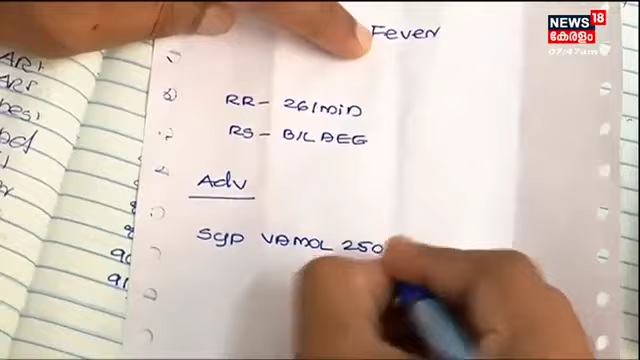 Fever
NEWS 18
കേരളം
07:47am
RR- 26/min
RS- B/L AEG
Adv
Syp VAMOL 250